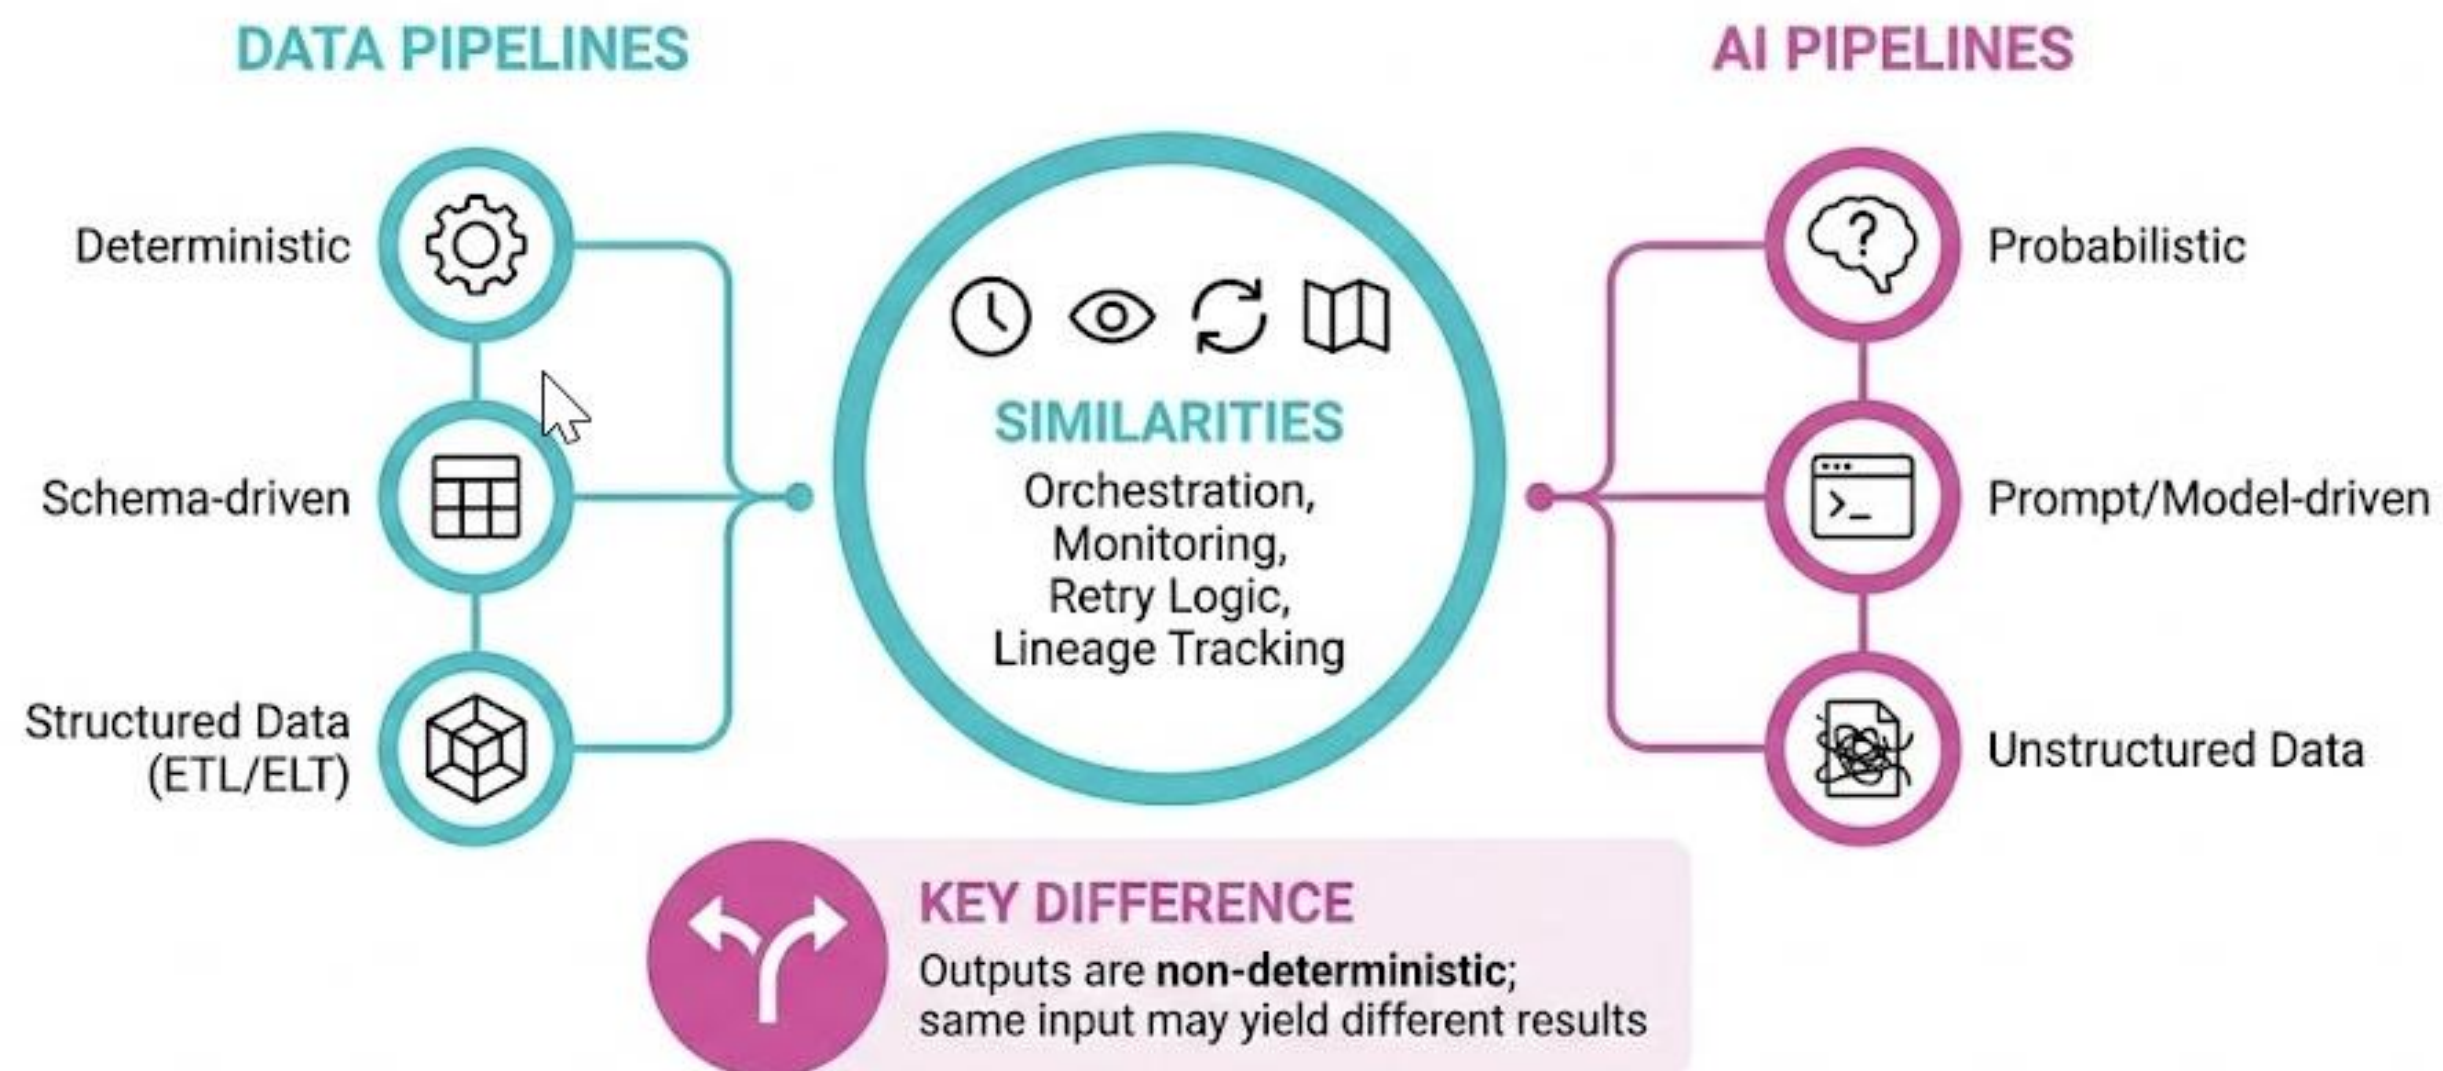 DATA PIPELINES
Deterministic
Schema-driven
Structured Data
(ETL/ELT)
SIMILARITIES
Orchestration,
Monitoring,
Retry Logic,
Lineage Tracking
AI PIPELINES
?
Probabilistic
>_
Prompt/Model-driven
Unstructured Data
KEY DIFFERENCE
Outputs are non-deterministic;
same input may yield different results